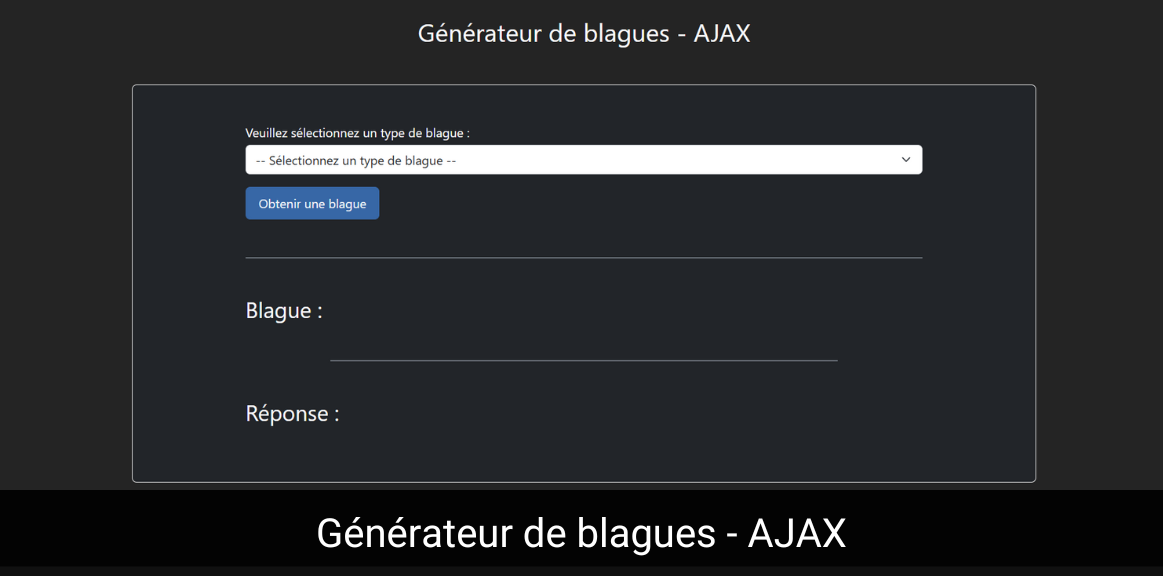 Générateur de blagues - AJAX
Veuillez sélectionnez un type de blague :
-- Sélectionnez un type de blague --
Obtenir une blague
Blague :
Réponse :
Générateur de blagues - AJAX